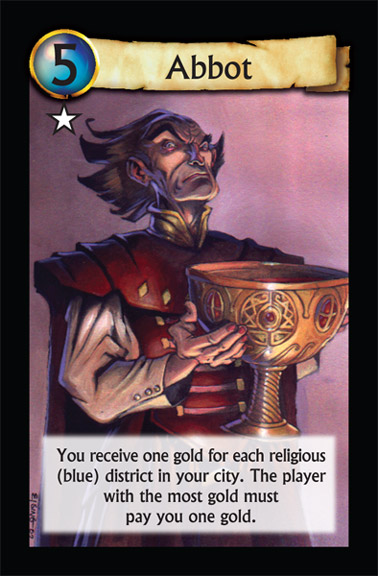 5
Abbot
You receive one gold for each religious
(blue) district in your city. The player
with the most gold must
pay you one gold.